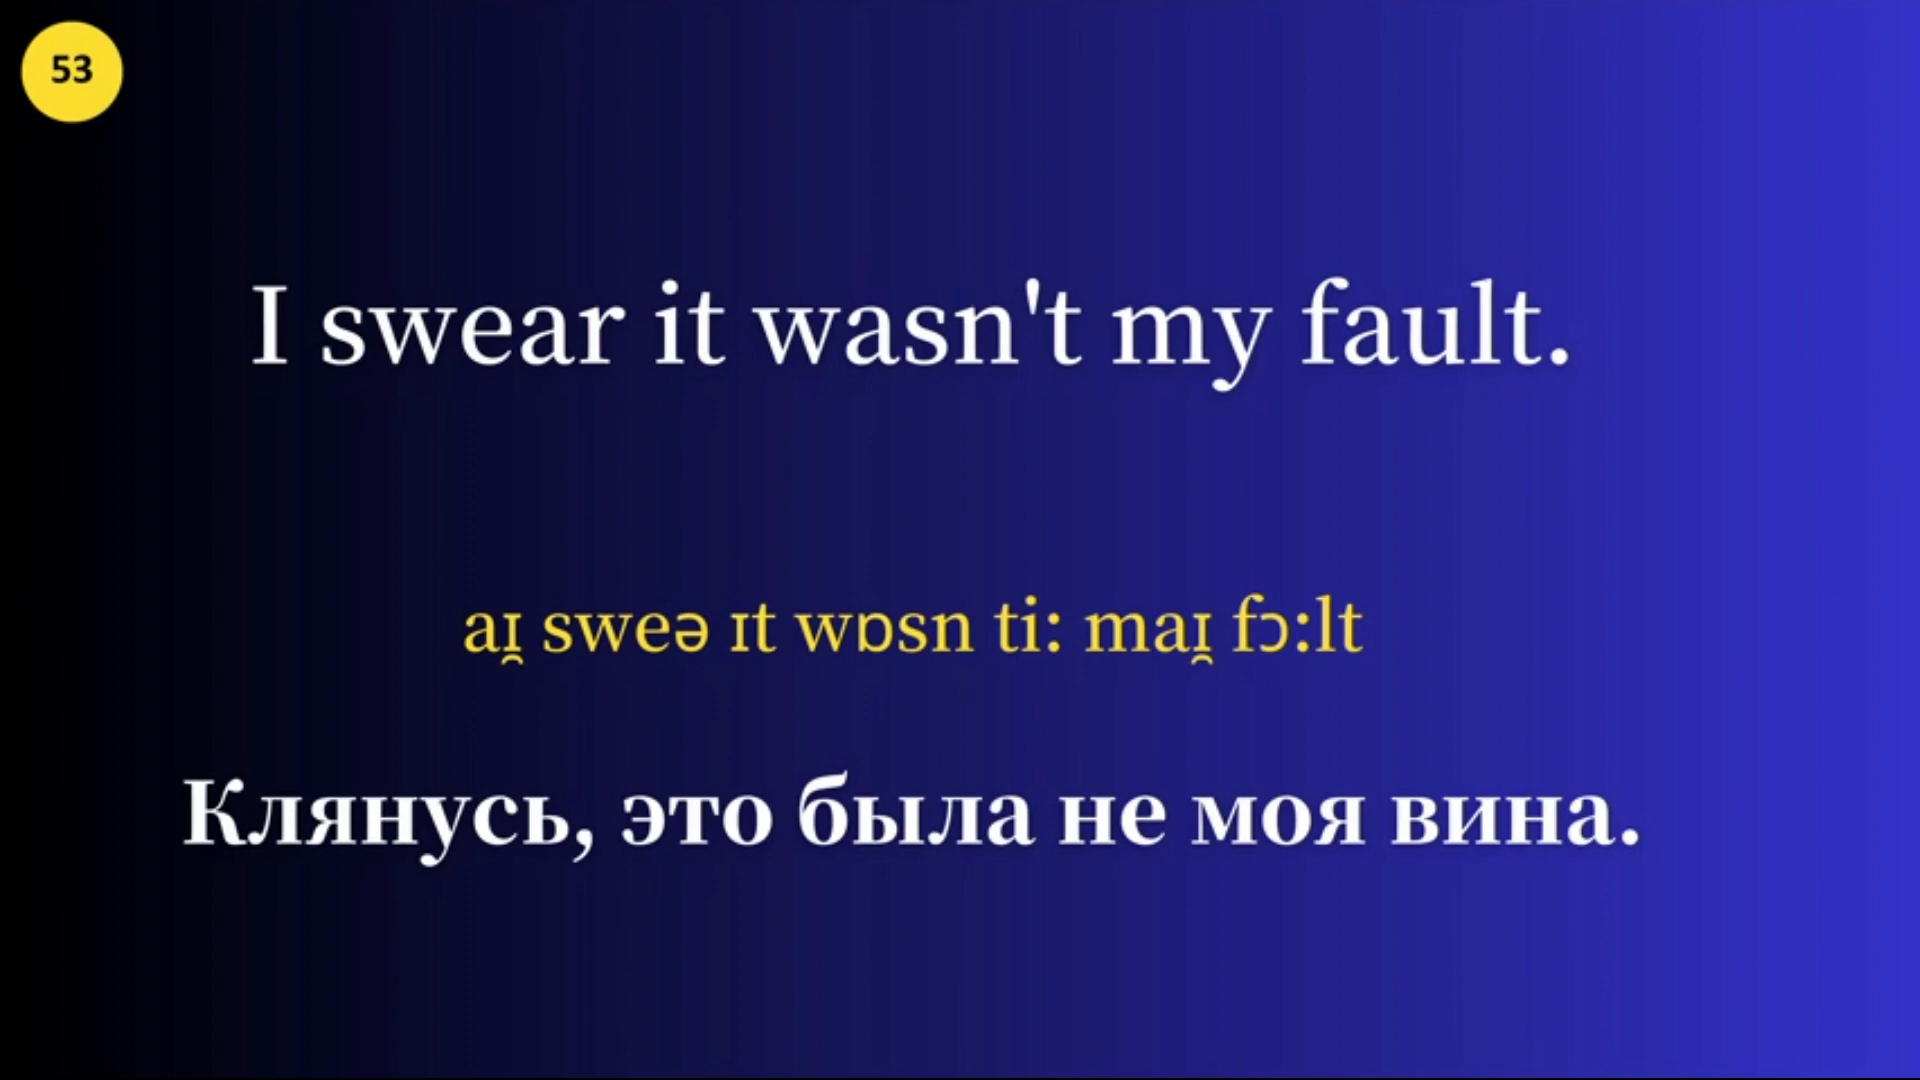 53
I swear it wasn't my fault.
aɪ̯ sweə ɪt wɒsn ti: maɪ̯ fɔ:lt
Клянусь, это была не моя вина.